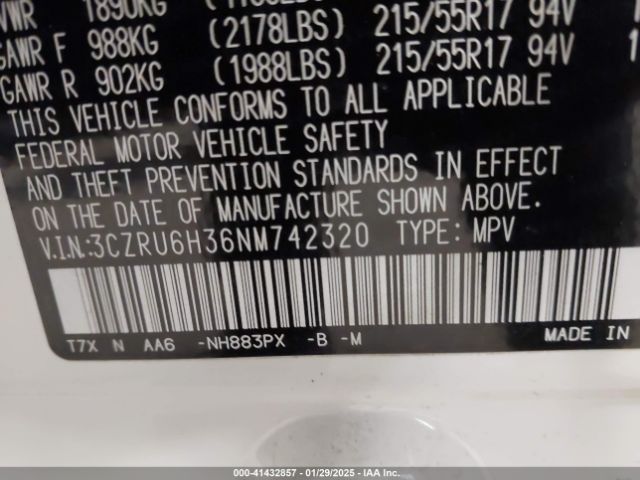 1890KG
GAWR F 988KG (2178LBS) 215/55R17 94V
GAWR R 902KG (1988LBS) 215/55R17 94V
THIS VEHICLE CONFORMS TO ALL APPLICABLE
FEDERAL MOTOR VEHICLE SAFETY
AND THEFT PREVENTION STANDARDS IN EFFECT
ON THE DATE OF MANUFACTURE SHOWN ABOVE.
V.I.N.:3CZRU6H36NM742320 TYPE: MPV
T7X N AA6 -NH883PX -B -M MADE IN
000-41432857 - 01/29/2025 - IAA Inc.